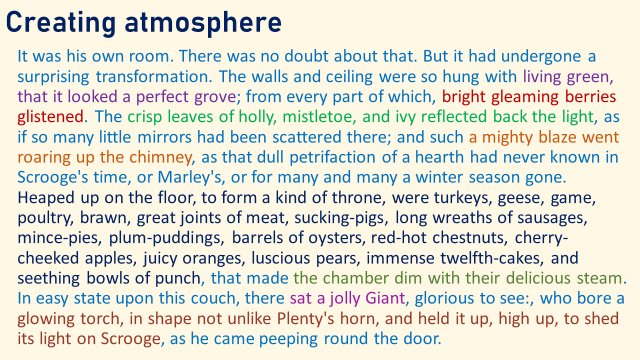 Creating atmosphere
It was his own room. There was no doubt about that. But it had undergone a
surprising transformation. The walls and ceiling were so hung with living green,
that it looked a perfect grove; from every part of which, bright gleaming berries
glistened. The crisp leaves of holly, mistletoe, and ivy reflected back the light, as
if so many little mirrors had been scattered there; and such a mighty blaze went
roaring up the chimney, as that dull petrifaction of a hearth had never known in
Scrooge's time, or Marley's, or for many and many a winter season gone.
Heaped up on the floor, to form a kind of throne, were turkeys, geese, game,
poultry, brawn, great joints of meat, sucking-pigs, long wreaths of sausages,
mince-pies, plum-puddings, barrels of oysters, red-hot chestnuts, cherry-
cheeked apples, juicy oranges, luscious pears, immense twelfth-cakes, and
seething bowls of punch, that made the chamber dim with their delicious steam.
In easy state upon this couch, there sat a jolly Giant, glorious to see:, who bore a
glowing torch, in shape not unlike Plenty's horn, and held it up, high up, to shed
its light on Scrooge, as he came peeping round the door.